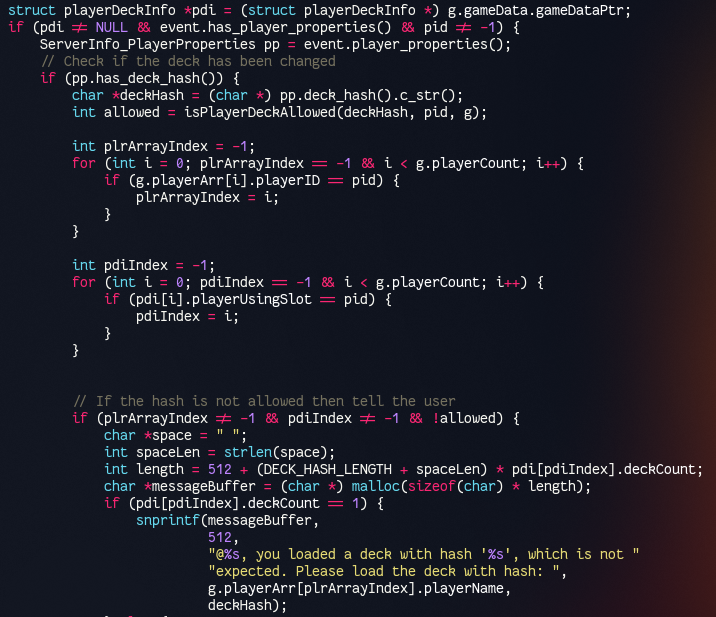 struct playerDeckInfo *pdi = (struct playerDeckInfo *) g.gameData.gameDataPtr;
if (pdi != NULL && event.has_player_properties() && pid != -1) {
    ServerInfo_PlayerProperties pp = event.player_properties();
    // Check if the deck has been changed
    if (pp.has_deck_hash()) {
        char *deckHash = (char *) pp.deck_hash().c_str();
        int allowed = isPlayerDeckAllowed(deckHash, pid, g);

        int plrArrayIndex = -1;
        for (int i = 0; plrArrayIndex == -1 && i < g.playerCount; i++) {
            if (g.playerArr[i].playerID == pid) {
                plrArrayIndex = i;
            }
        }

        int pdiIndex = -1;
        for (int i = 0; pdiIndex == -1 && i < g.playerCount; i++) {
            if (pdi[i].playerUsingSlot == pid) {
                pdiIndex = i;
            }
        }


        // If the hash is not allowed then tell the user
        if (plrArrayIndex != -1 && pdiIndex != -1 && !allowed) {
            char *space = " ";
            int spaceLen = strlen(space);
            int length = 512 + (DECK_HASH_LENGTH + spaceLen) * pdi[pdiIndex].deckCount;
            char *messageBuffer = (char *) malloc(sizeof(char) * length);
            if (pdi[pdiIndex].deckCount == 1) {
                snprintf(messageBuffer,
                         512,
                         "@%s, you loaded a deck with hash '%s', which is not "
                         "expected. Please load the deck with hash: ",
                         g.playerArr[plrArrayIndex].playerName,
                         deckHash);